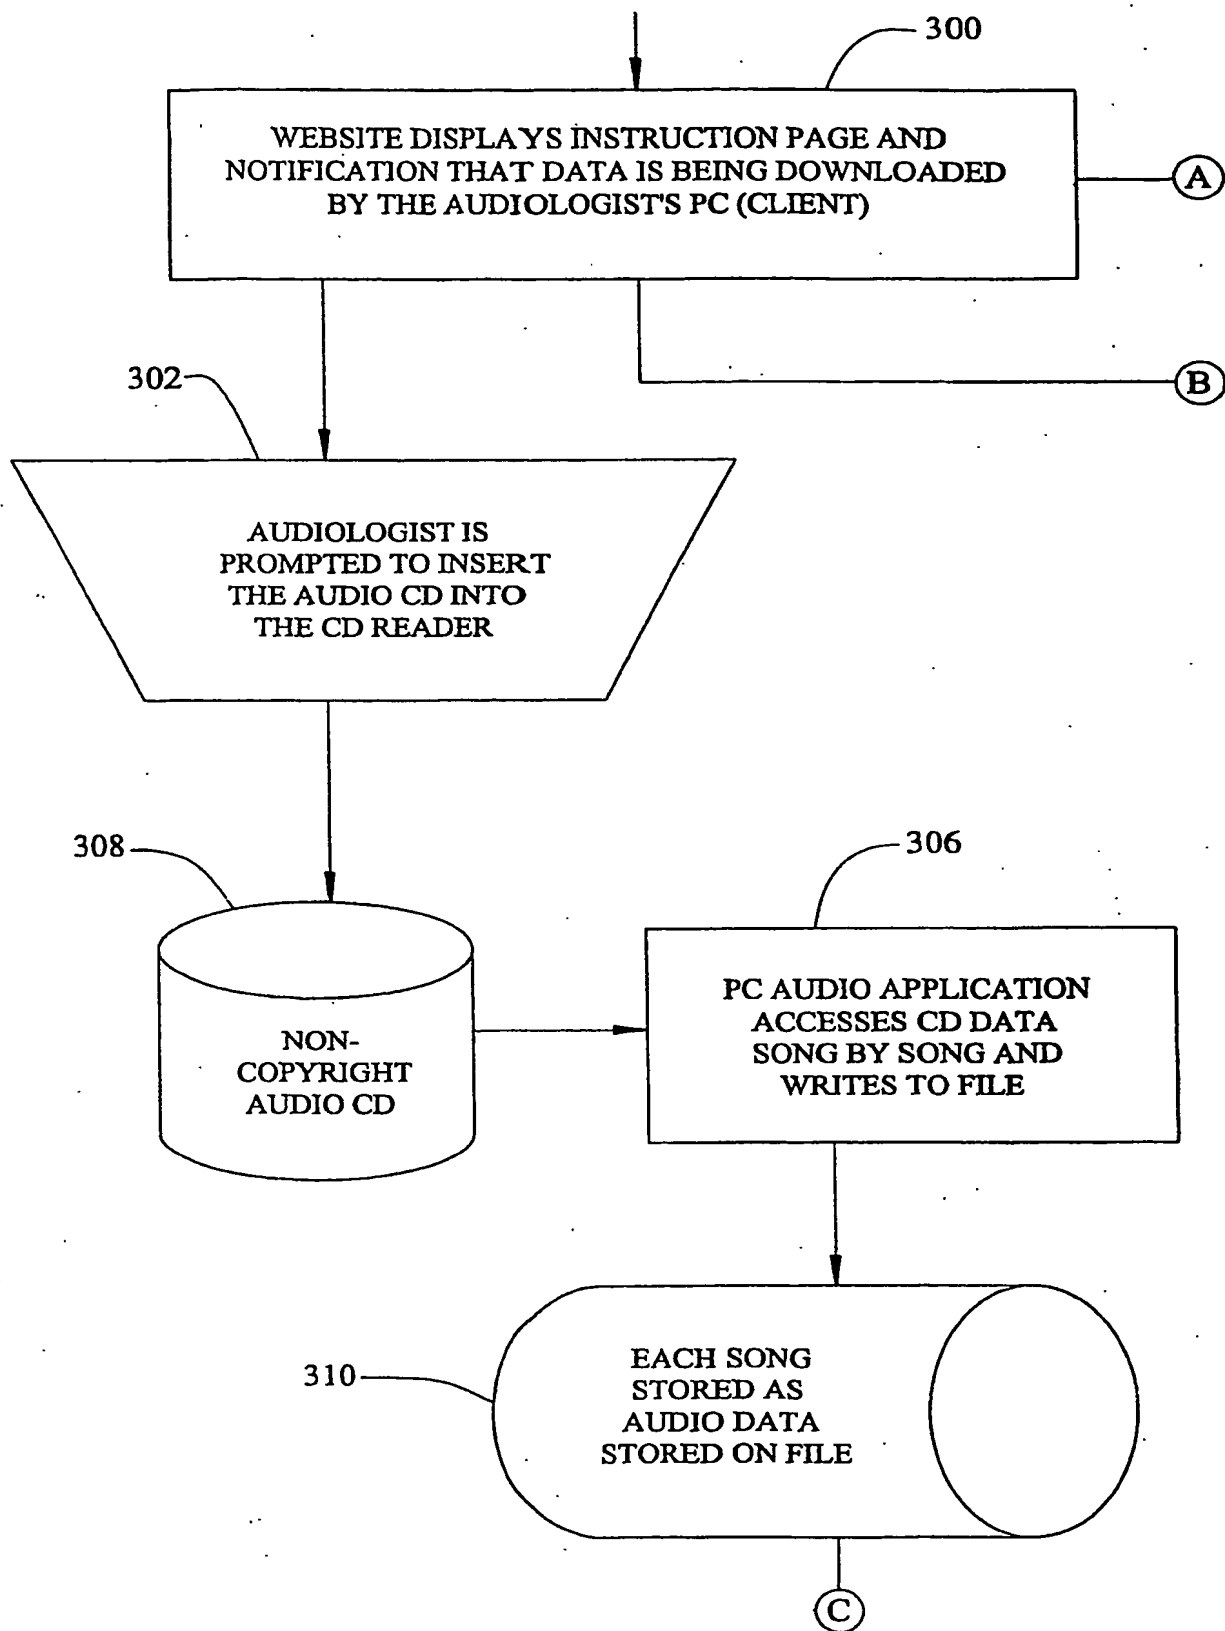 300
WEBSITE DISPLAYS INSTRUCTION PAGE AND
NOTIFICATION THAT DATA IS BEING DOWNLOADED
BY THE AUDIOLOGIST'S PC (CLIENT)
A
B
302
AUDIOLOGIST IS
PROMPTED TO INSERT
THE AUDIO CD INTO
THE CD READER
308
NON-
COPYRIGHT
AUDIO CD
306
PC AUDIO APPLICATION
ACCESSES CD DATA
SONG BY SONG AND
WRITES TO FILE
310
EACH SONG
STORED AS
AUDIO DATA
STORED ON FILE
C